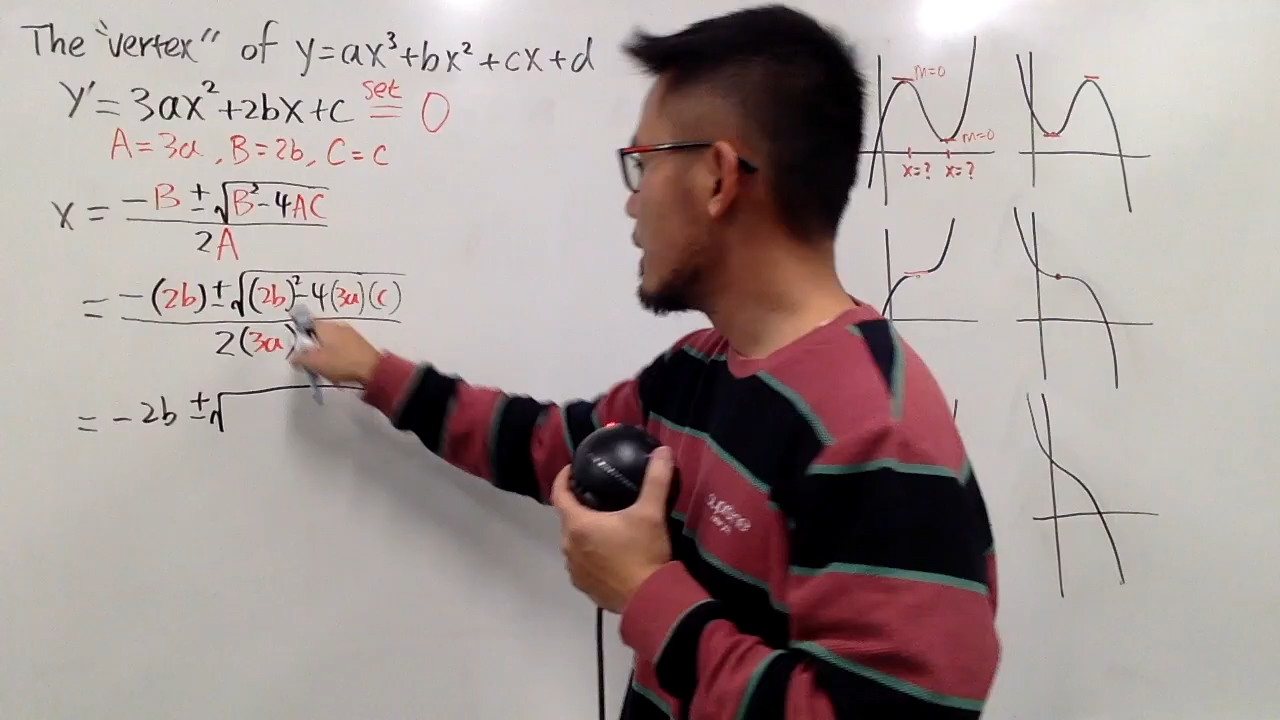 The "vertex" of y=ax³+bx²+cx+d
y'=3ax²+2bx+c set= 0
A=3a, B=2b, C=c
x = (-B ± √(B²-4AC)) / 2A
= (-(2b) ± √((2b)²-4(3a)(c))) / 2(3a)
= -2b ± √
m=0
m=0
x=? x=?